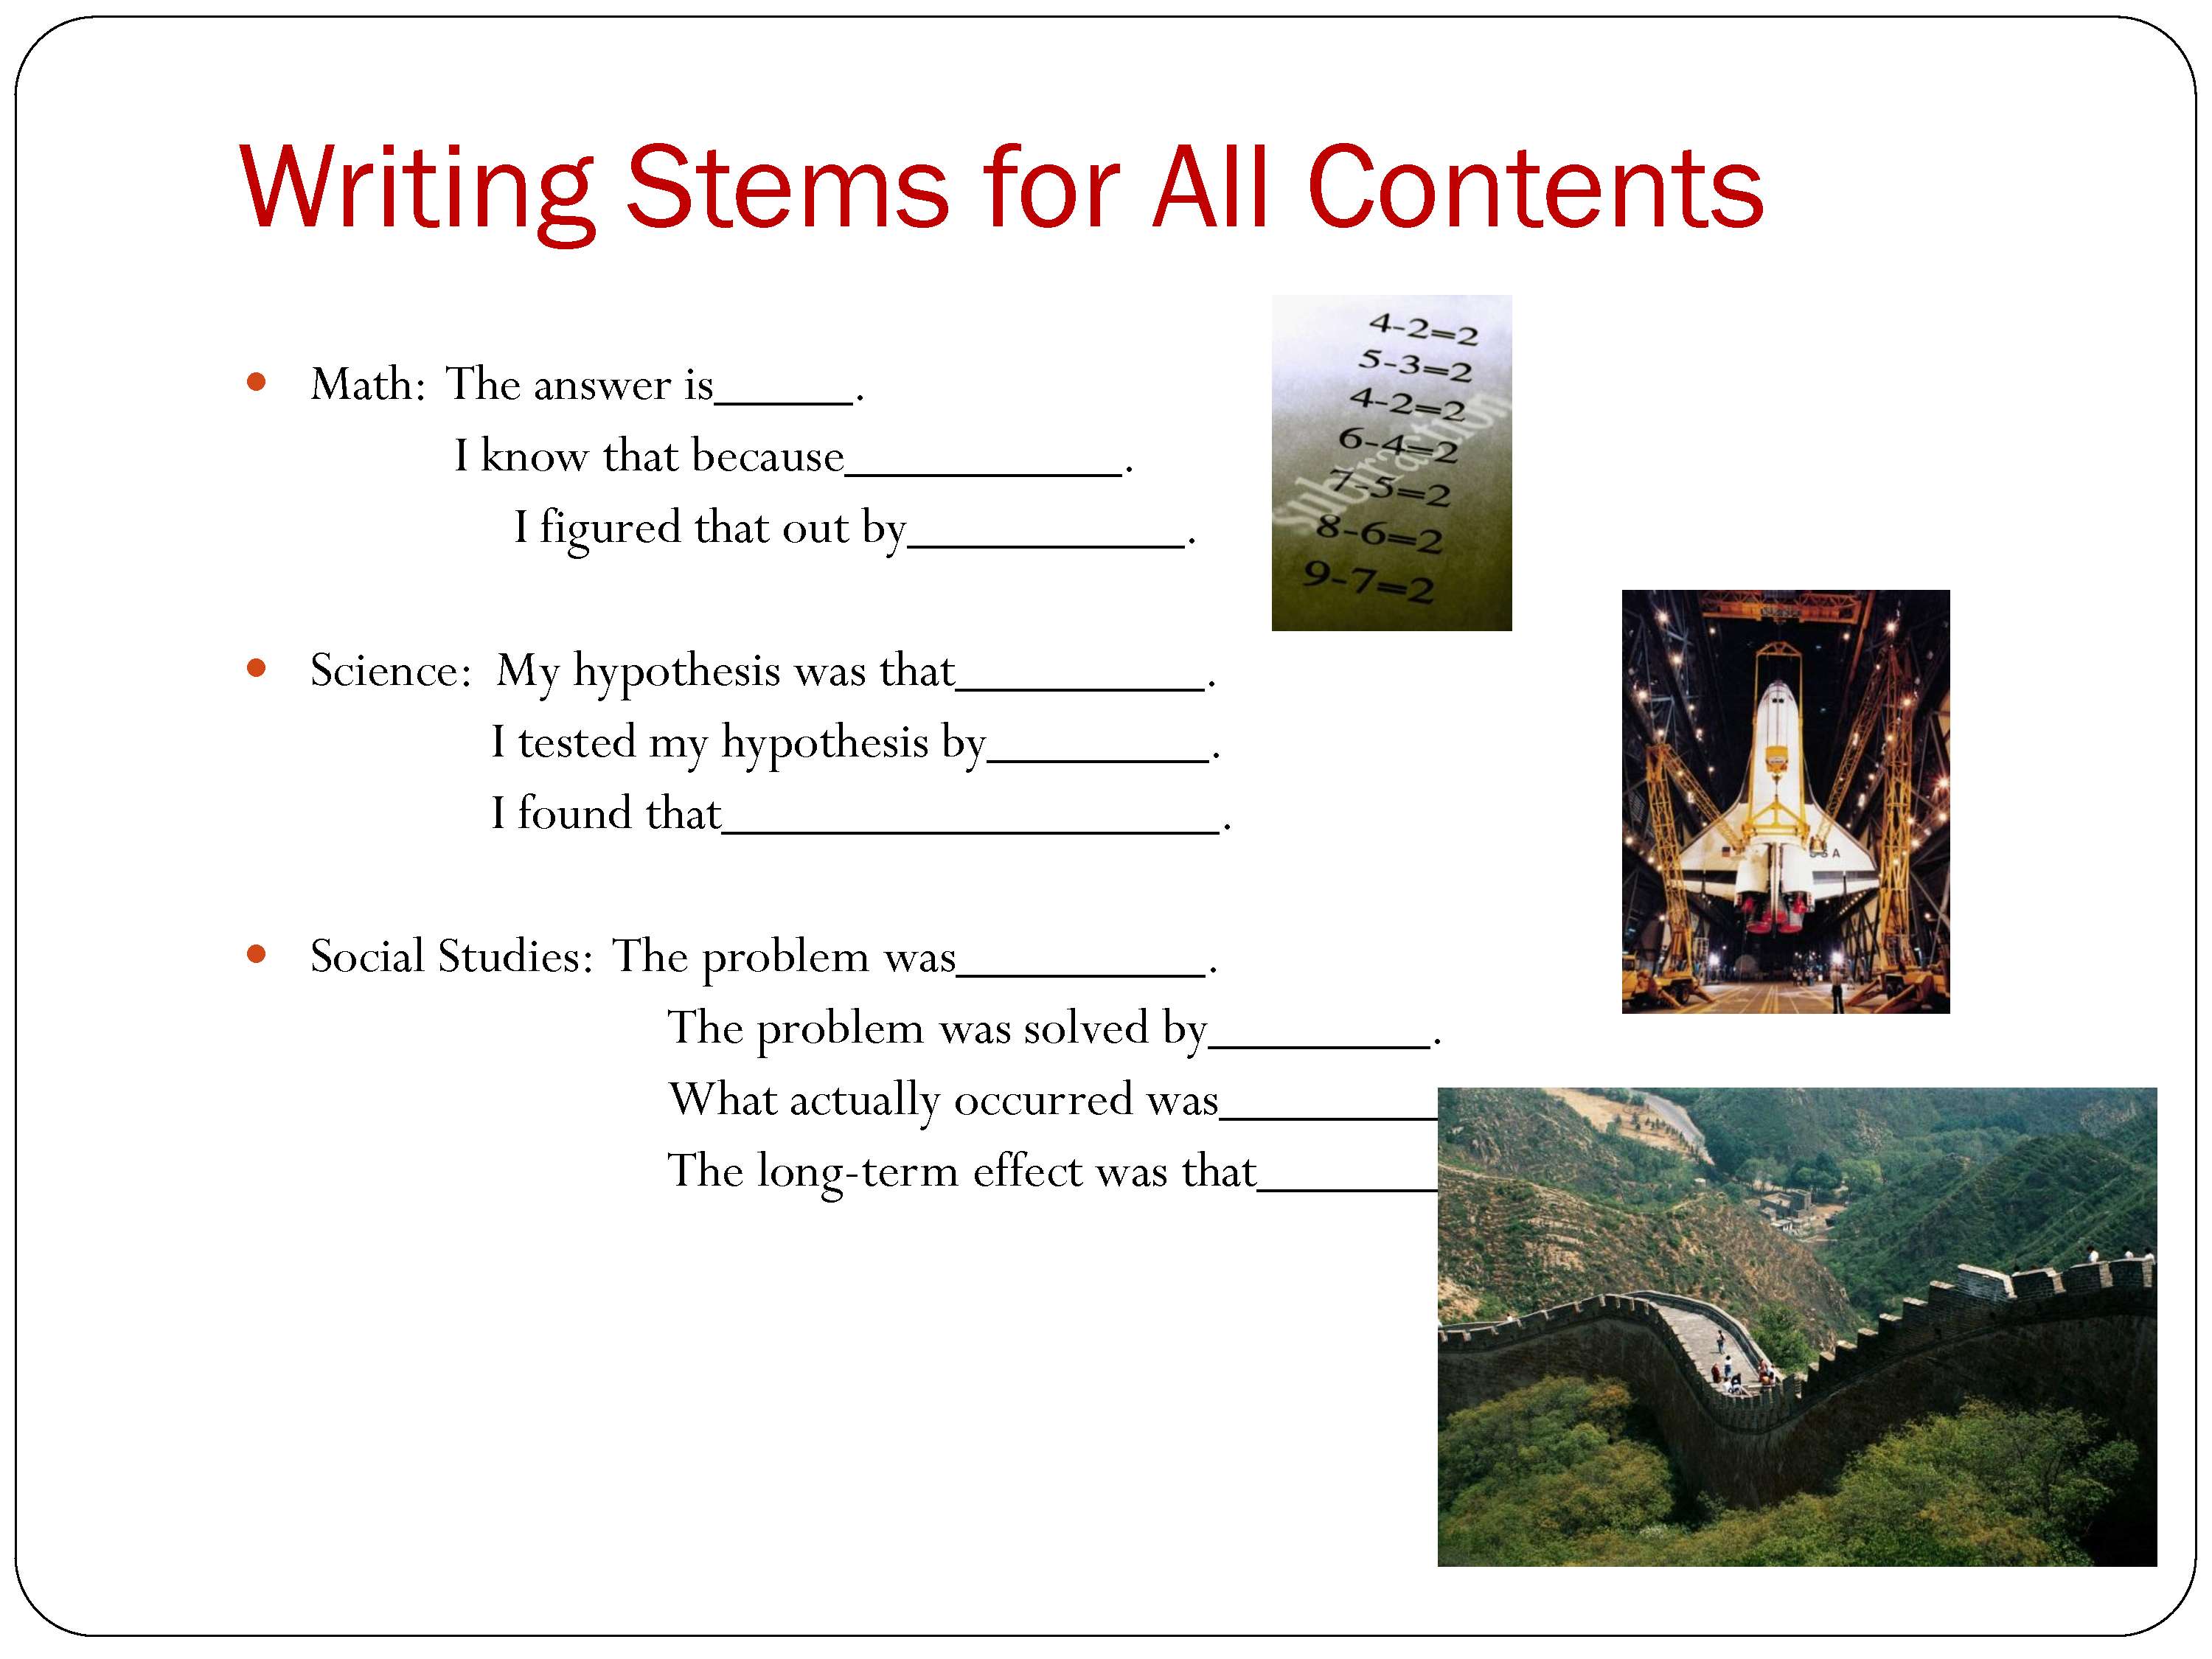 Writing Stems for All Contents
Math: The answer is_____.
I know that because__________.
I figured that out by__________.
Science: My hypothesis was that_________.
I tested my hypothesis by________.
I found that__________________.
Social Studies: The problem was_________.
The problem was solved by________.
What actually occurred was________
The long-term effect was that_______
4-2=2
5-3=2
4-2=2
6-4=2
7-5=2
8-6=2
9-7=2
subtraction